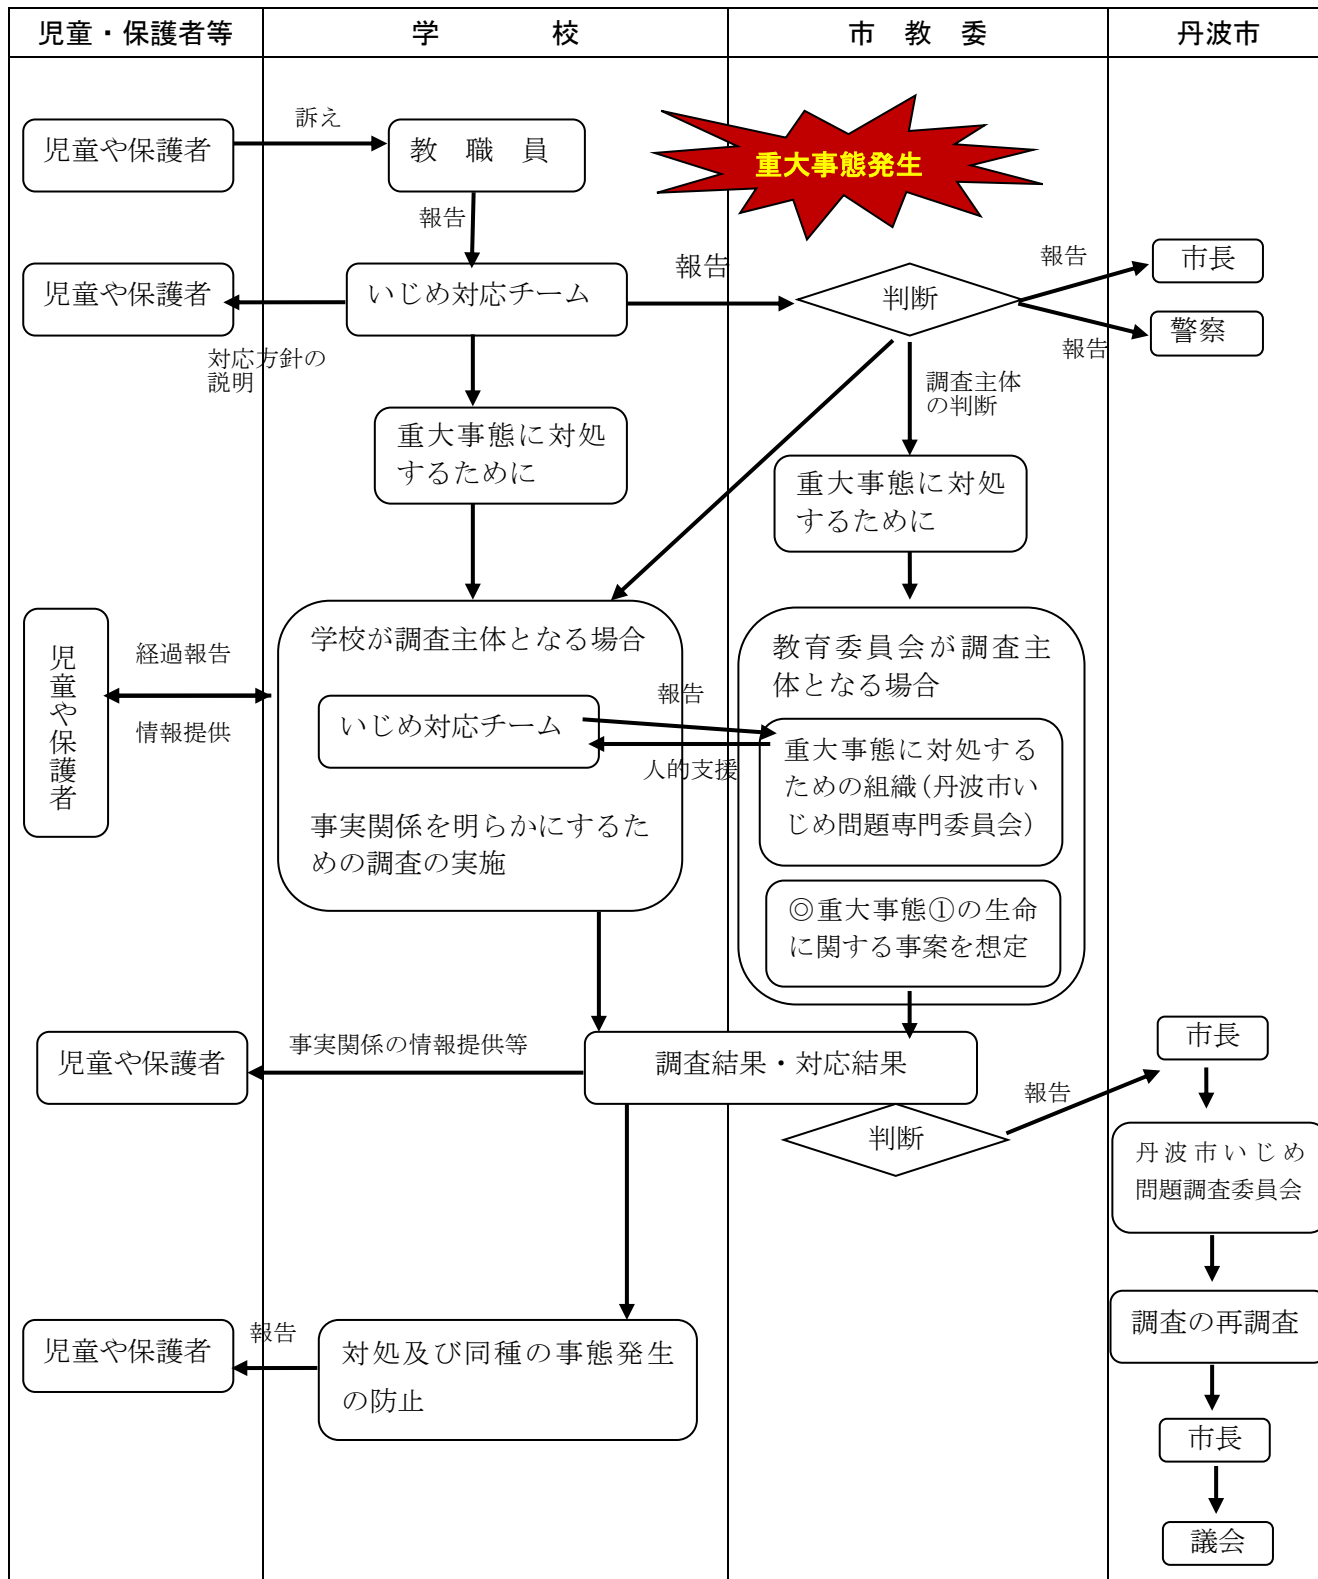 児童・保護者等
学　　　校
市　教　委
丹波市
訴え
児童や保護者
教　職　員
重大事態発生
報告
児童や保護者
いじめ対応チーム
報告
判断
報告
市長
報告
警察
対応方針の
説明
調査主体
の判断
重大事態に対処
するために
重大事態に対処
するために
児童や保護者
経過報告
情報提供
学校が調査主体となる場合
いじめ対応チーム
事実関係を明らかにするた
めの調査の実施
報告
人的支援
教育委員会が調査主
体となる場合
重大事態に対処する
ための組織（丹波市い
じめ問題専門委員会）
◎重大事態①の生命
に関する事案を想定
児童や保護者
事実関係の情報提供等
調査結果・対応結果
判断
報告
市長
丹波市いじめ
問題調査委員会
調査の再調査
市長
議会
児童や保護者
報告
対処及び同種の事態発生
の防止